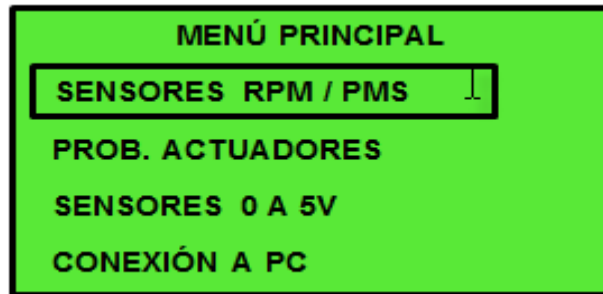 MENÚ PRINCIPAL
SENSORES RPM / PMS
PROB. ACTUADORES
SENSORES 0 A 5V
CONEXIÓN A PC